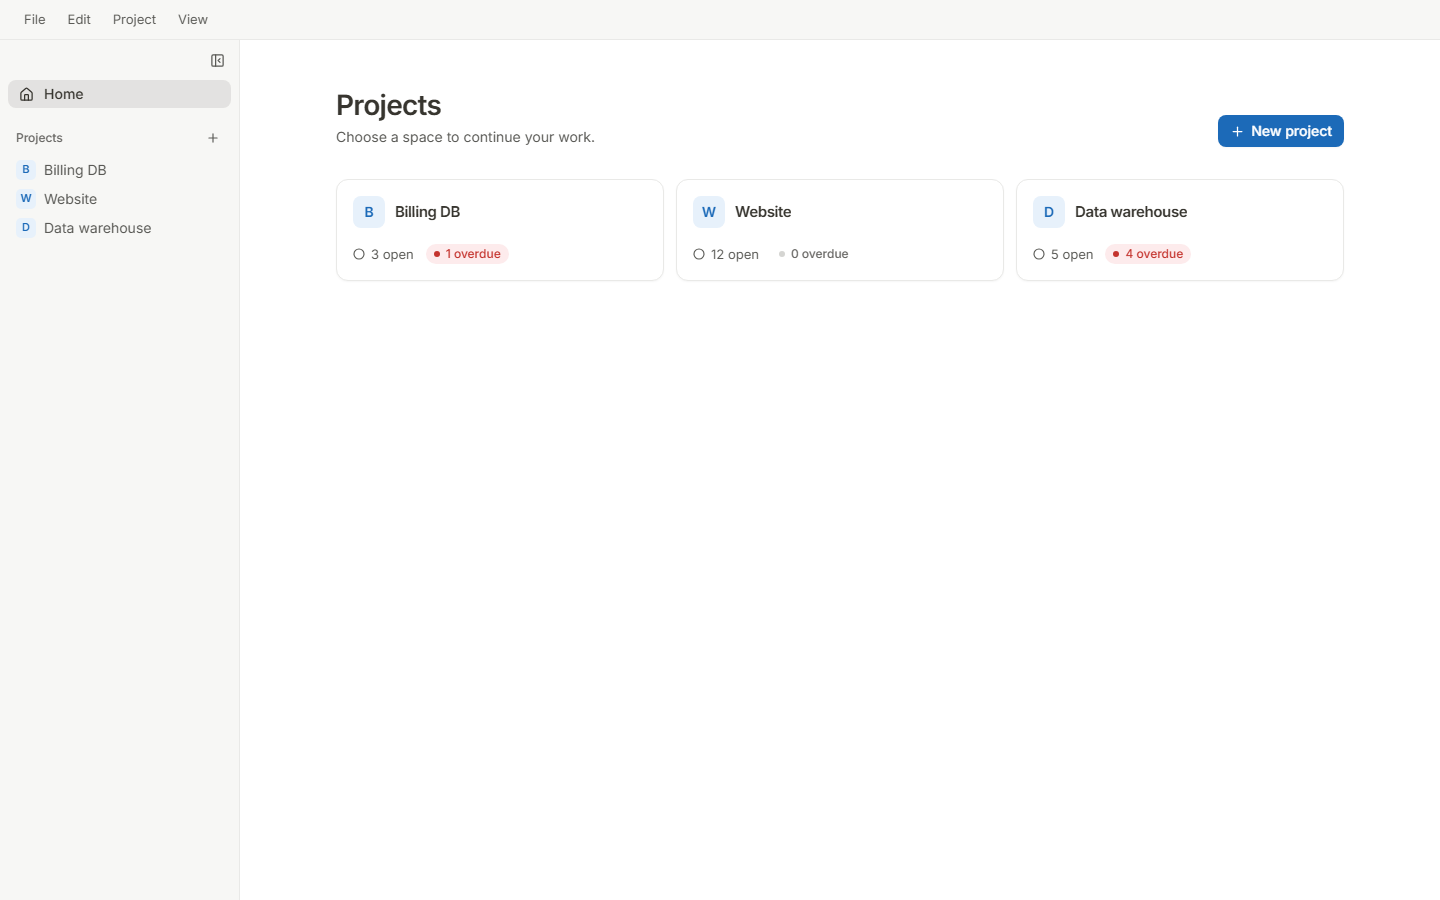 File Edit Project View
Home
Projects
B Billing DB
W Website
D Data warehouse
Projects
Choose a space to continue your work.
New project
B Billing DB
3 open 1 overdue
W Website
12 open 0 overdue
D Data warehouse
5 open 4 overdue